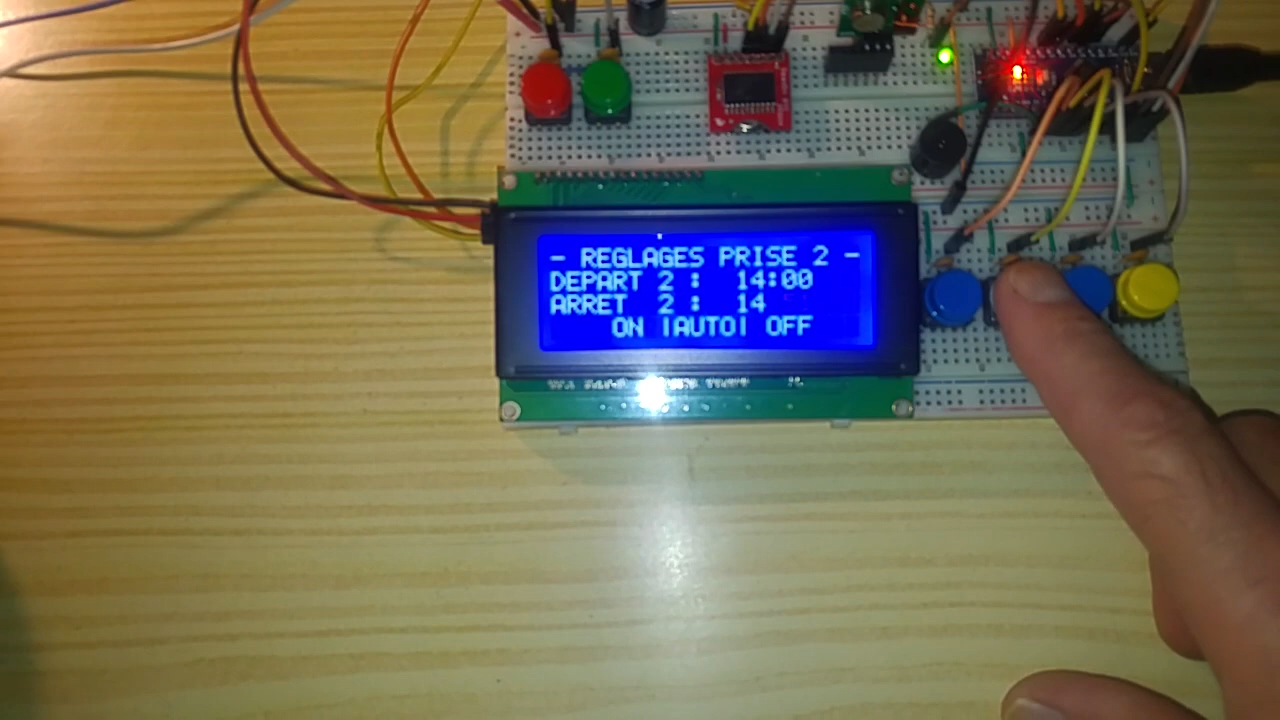 - REGLAGES PRISE 2 -
DEPART 2 : 14:00
ARRET 2 : 14
ON |AUTO| OFF